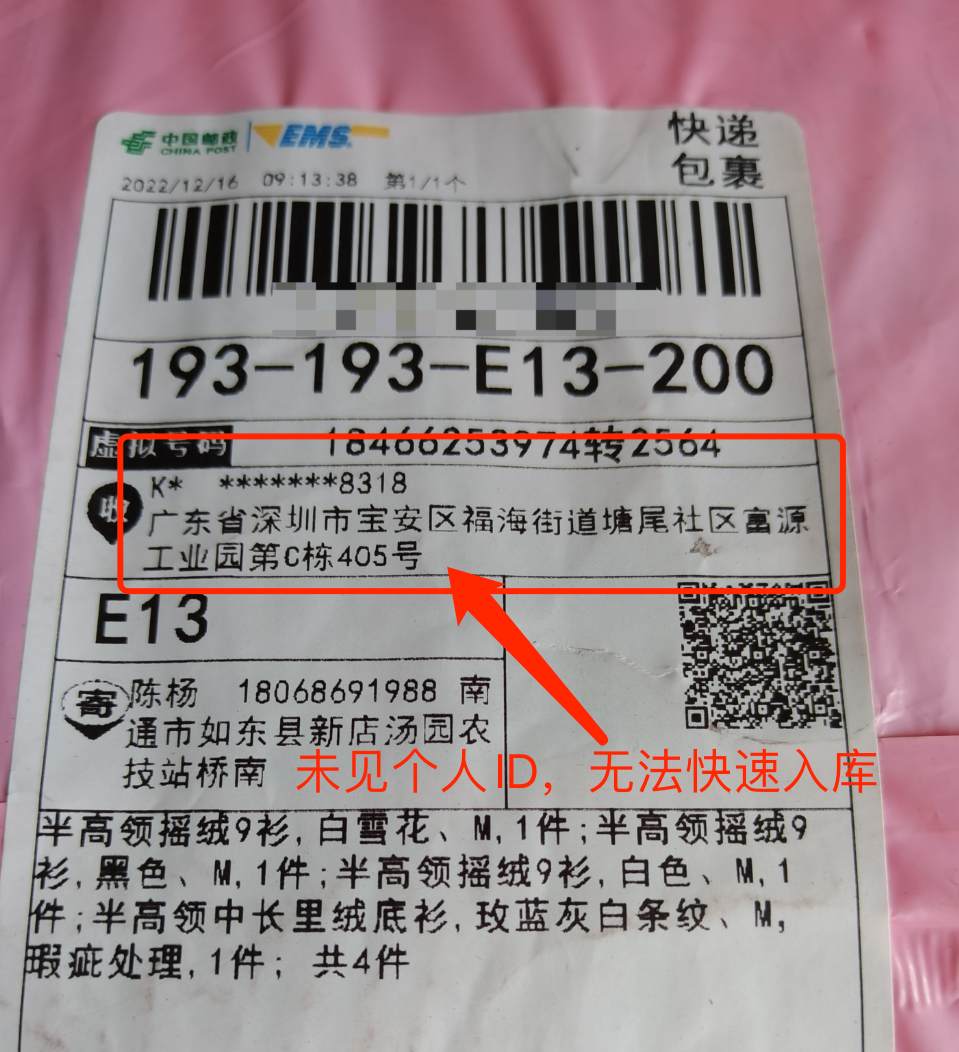 中国邮政
CHINA POST
EMS
快递
包裹
2022/12/16 09:13:38 第1/1个
193-193-E13-200
虚拟号码 18466253974转2564
收
K* *******8318
广东省深圳市宝安区福海街道塘尾社区富源
工业园第C栋405号
E13
寄
陈杨 18068691988 南
通市如东县新店汤园农
技站桥南
未见个人ID，无法快速入库
半高领摇绒9衫,白雪花、M,1件;半高领摇绒9
衫,黑色、M,1件;半高领摇绒9衫,白色、M,1
件;半高领中长里绒底衫,玫蓝灰白条纹、M,
瑕疵处理,1件; 共4件